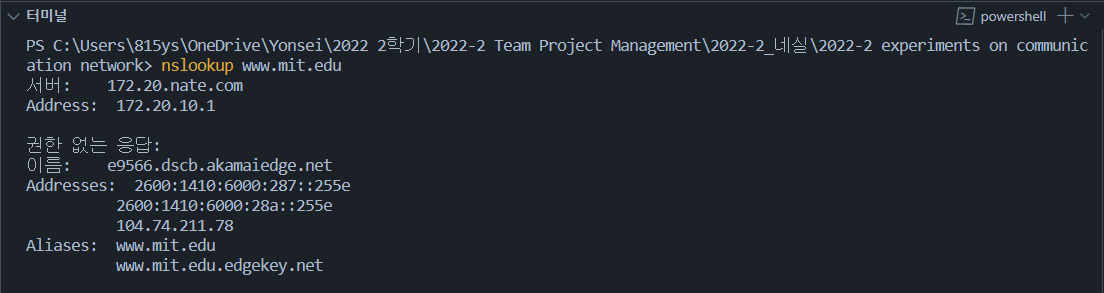 터미널
powershell
PS C:\Users\815ys\OneDrive\Yonsei\2022 2학기\2022-2 Team Project Management\2022-2_네실\2022-2 experiments on communic
ation network> nslookup www.mit.edu
서버:    172.20.nate.com
Address:  172.20.10.1

권한 없는 응답:
이름:    e9566.dscb.akamaiedge.net
Addresses:  2600:1410:6000:287::255e
          2600:1410:6000:28a::255e
          104.74.211.78
Aliases:  www.mit.edu
          www.mit.edu.edgekey.net